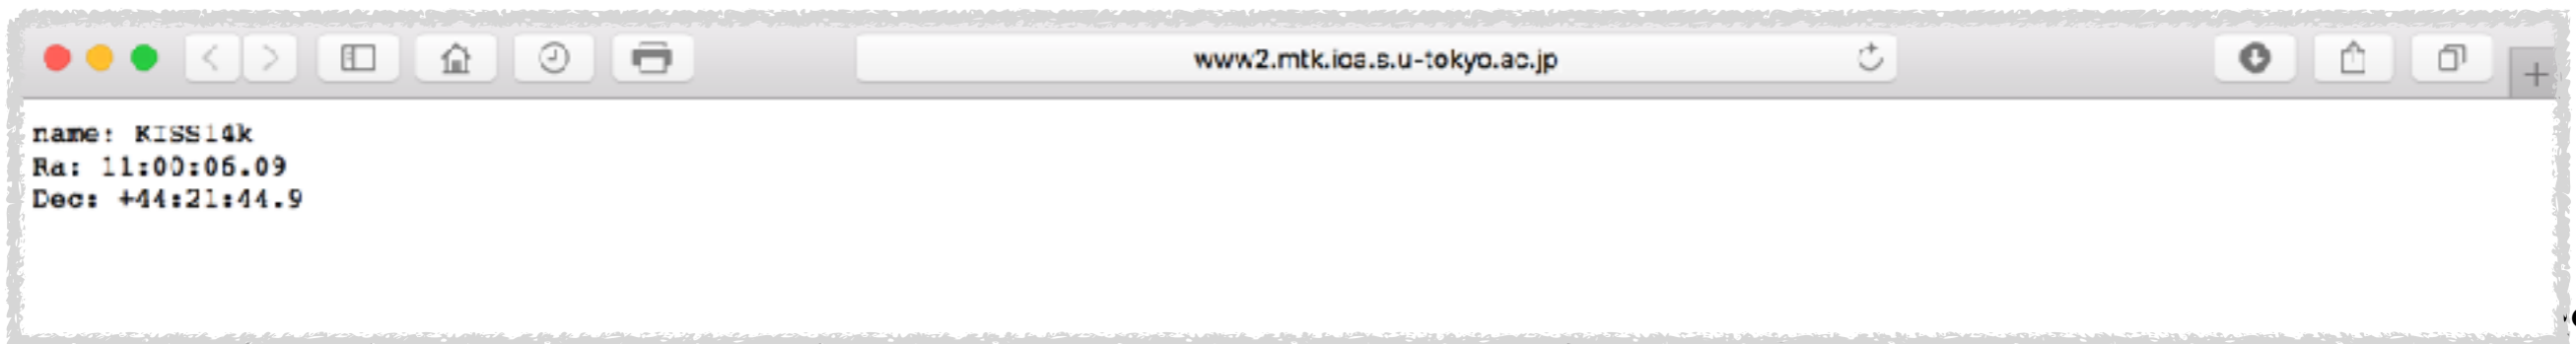 www2.mtk.ioa.s.u-tokyo.ac.jp
name: KISS14k
Ra: 11:00:06.09
Dec: +44:21:44.9